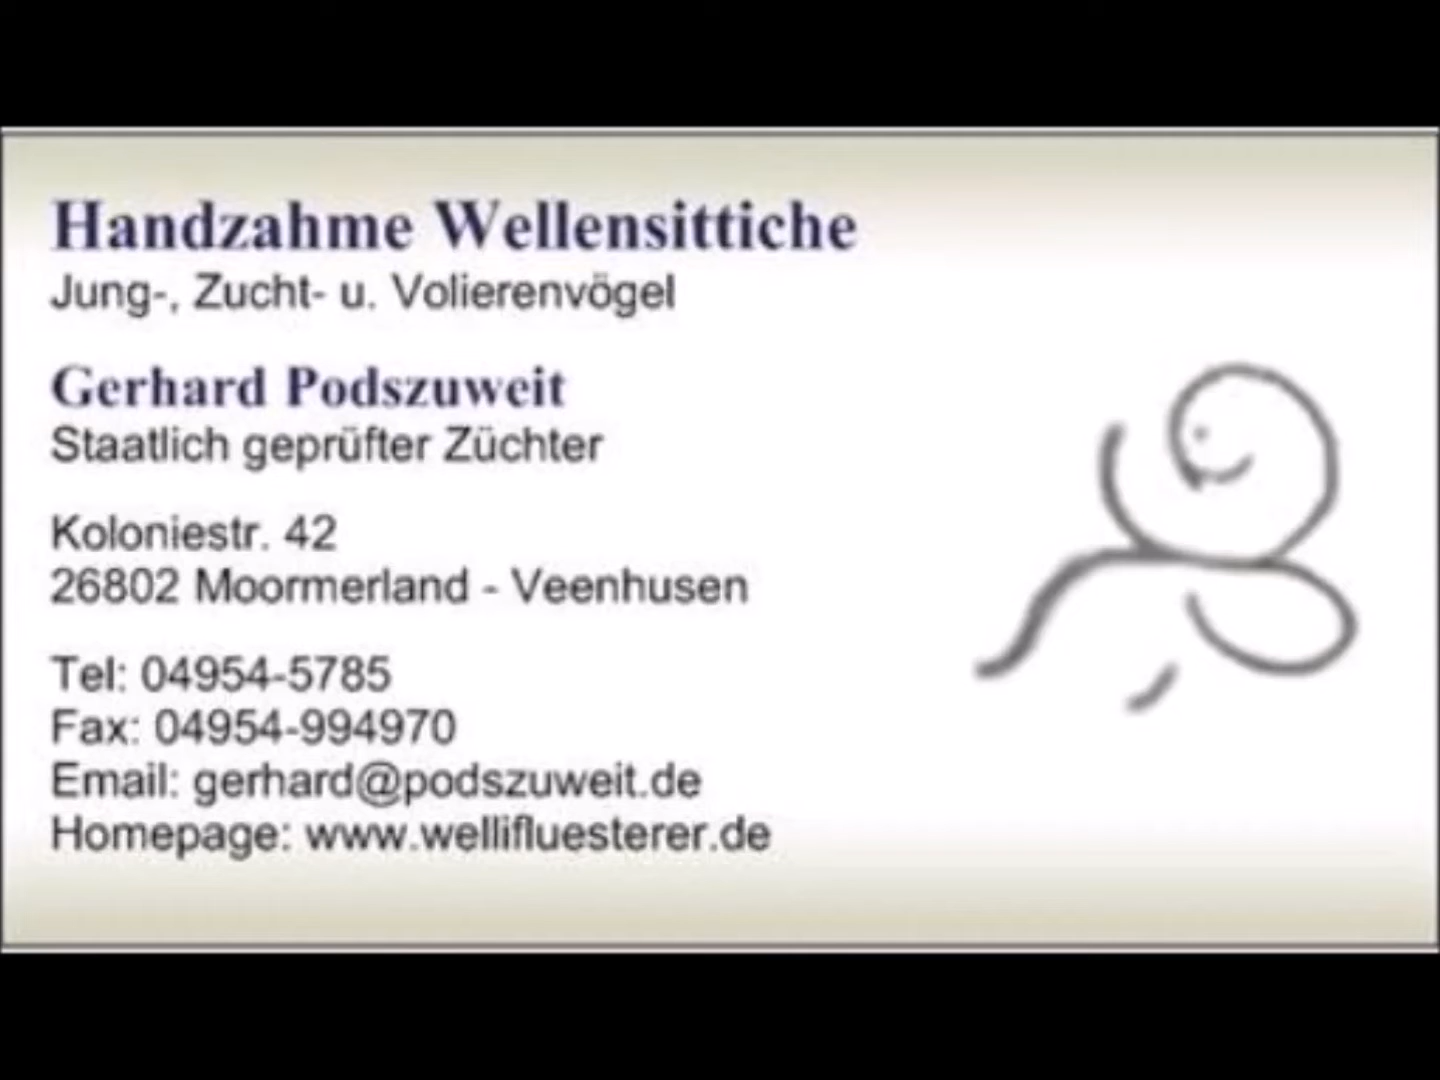 Handzahme Wellensittiche
Jung-, Zucht- u. Volierenvögel
Gerhard Podszuweit
Staatlich geprüfter Züchter
Koloniestr. 42
26802 Moormerland - Veenhusen
Tel: 04954-5785
Fax: 04954-994970
Email: gerhard@podszuweit.de
Homepage: www.wellifluesterer.de